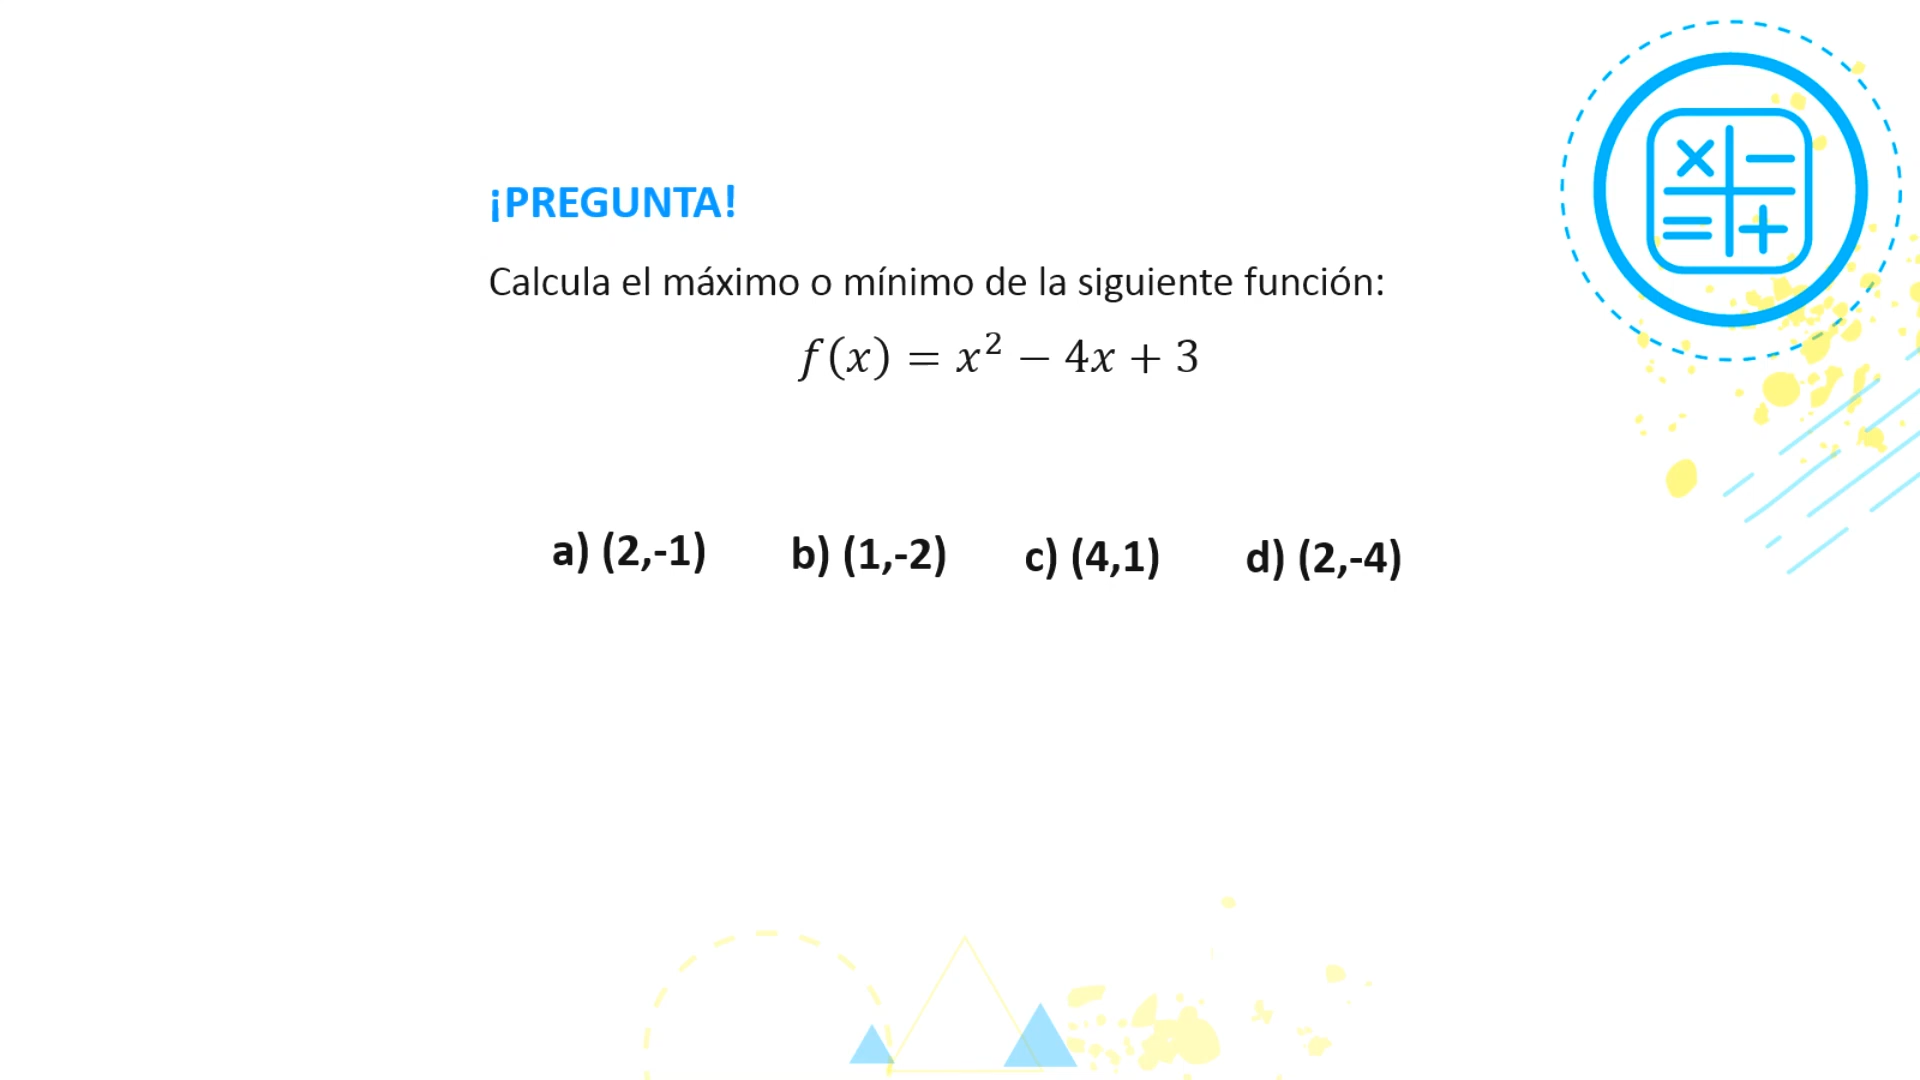 ¡PREGUNTA!
Calcula el máximo o mínimo de la siguiente función:
f(x) = x² − 4x + 3
a) (2,-1) b) (1,-2) c) (4,1) d) (2,-4)